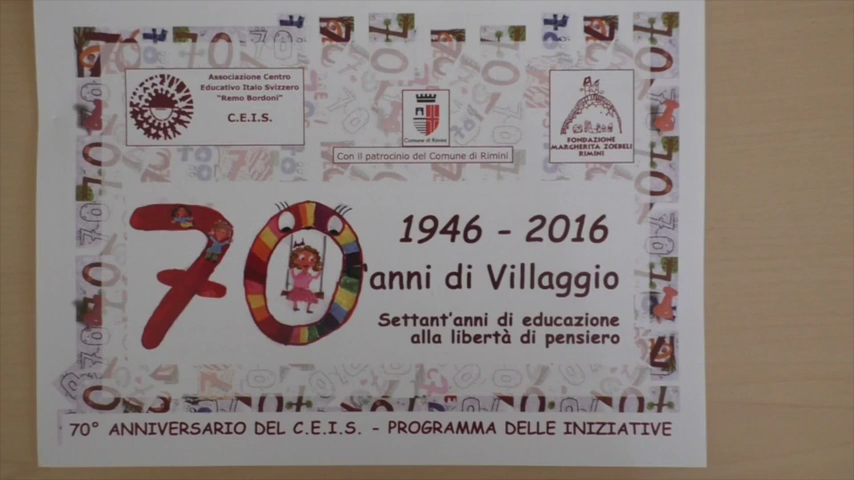 Associazione Centro
Educativo Italo Svizzero
"Remo Bordoni"
C.E.I.S.
Comune di Rimini
Con il patrocinio del Comune di Rimini
FONDAZIONE
MARGHERITA ZOEBELI
RIMINI
1946 - 2016
70 'anni di Villaggio
Settant'anni di educazione
alla libertà di pensiero
70° ANNIVERSARIO DEL C.E.I.S. - PROGRAMMA DELLE INIZIATIVE